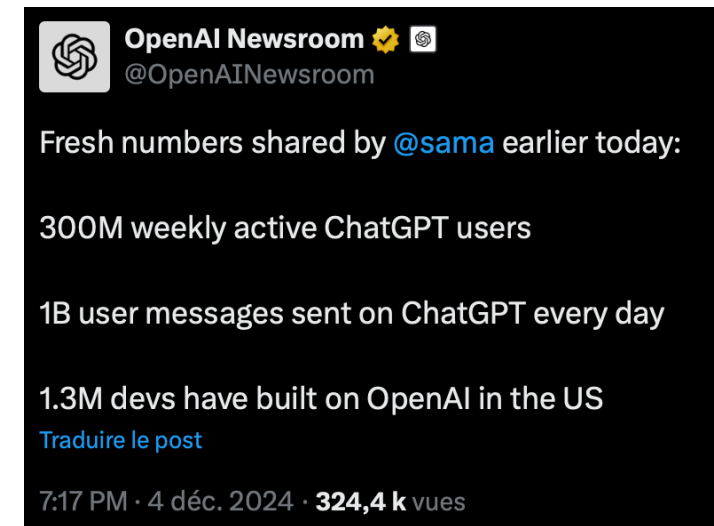 OpenAI Newsroom
@OpenAINewsroom
Fresh numbers shared by @sama earlier today:
300M weekly active ChatGPT users
1B user messages sent on ChatGPT every day
1.3M devs have built on OpenAI in the US
Traduire le post
7:17 PM · 4 déc. 2024 · 324,4 k vues